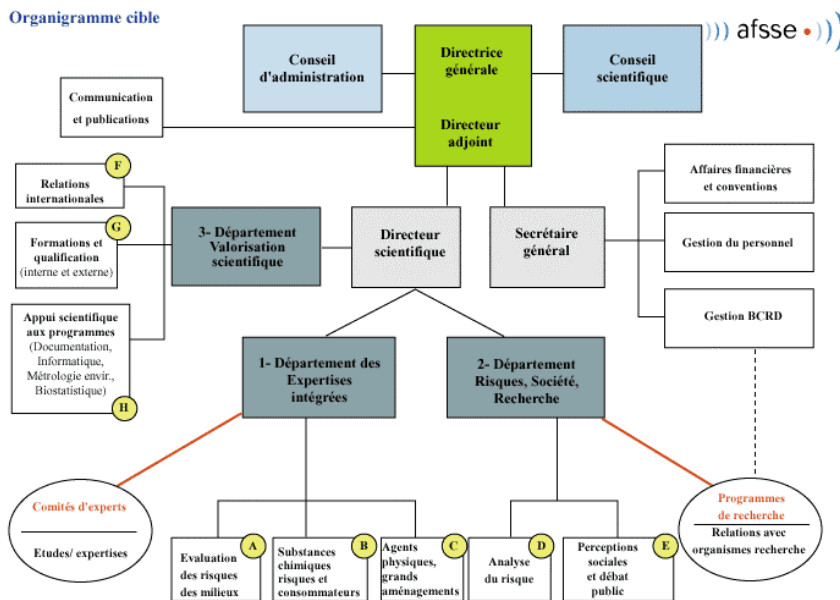 Organigramme cible
afsse
Conseil
d'administration
Directrice
générale
Directeur
adjoint
Conseil
scientifique
Communication
et publications
F
Relations
internationales
G
Formations et
qualification
(interne et externe)
Appui scientifique
aux programmes
(Documentation,
Informatique,
Métrologie envir.,
Biostatistique)
H
3- Département
Valorisation
scientifique
Directeur
scientifique
Secrétaire
général
Affaires financières
et conventions
Gestion du personnel
Gestion BCRD
1- Département des
Expertises
intégrées
2- Département
Risques, Société,
Recherche
Comités d'experts
Etudes/ expertises
A
Evaluation
des risques
des milieux
B
Substances
chimiques
risques et
consommateurs
C
Agents
physiques,
grands
aménagements
D
Analyse
du risque
E
Perceptions
sociales
et débat
public
Programmes
de recherche
Relations avec
organismes recherche